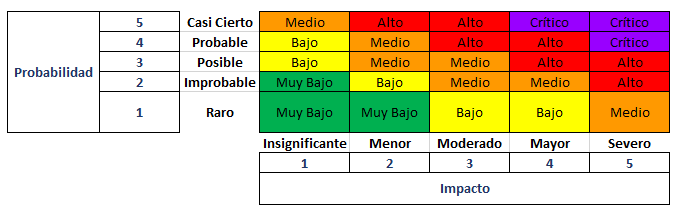 5 Casi Cierto Medio Alto Alto Crítico Crítico
4 Probable Bajo Medio Alto Alto Crítico
Probabilidad 3 Posible Bajo Medio Medio Alto Alto
2 Improbable Muy Bajo Bajo Medio Medio Alto
1 Raro Muy Bajo Muy Bajo Bajo Bajo Medio
Insignificante Menor Moderado Mayor Severo
1 2 3 4 5
Impacto